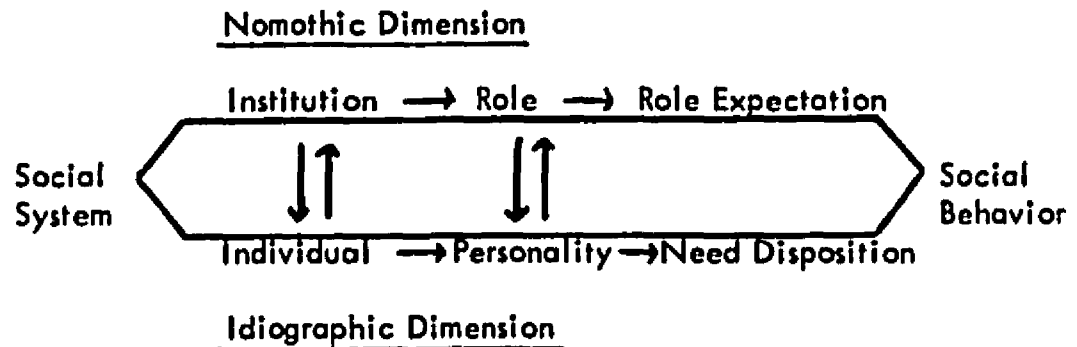 Nomothic Dimension
Institution → Role → Role Expectation
Social
System
Social
Behavior
Individual → Personality → Need Disposition
Idiographic Dimension